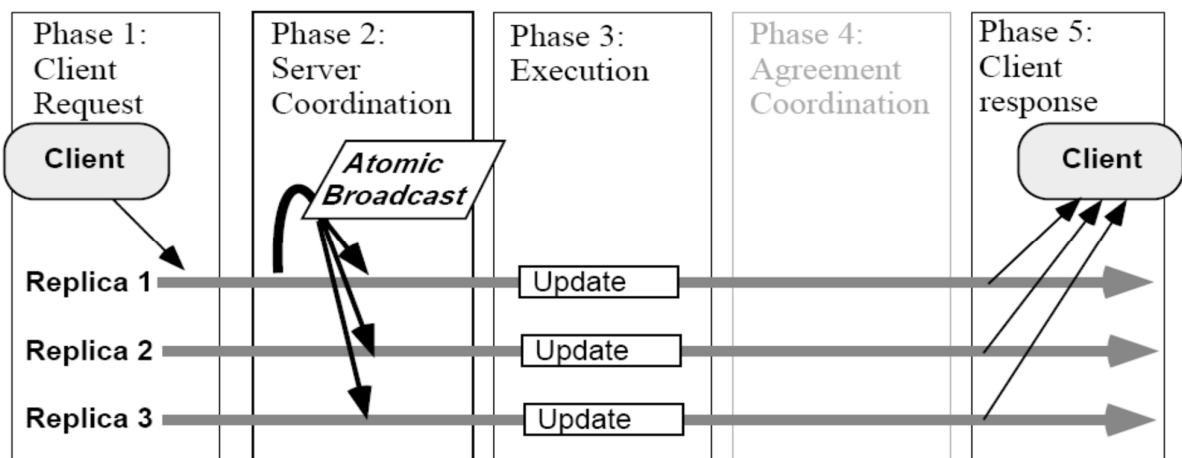 Phase 1:
Client
Request
Phase 2:
Server
Coordination
Phase 3:
Execution
Phase 4:
Agreement
Coordination
Phase 5:
Client
response
Client
Atomic
Broadcast
Client
Replica 1
Update
Replica 2
Update
Replica 3
Update